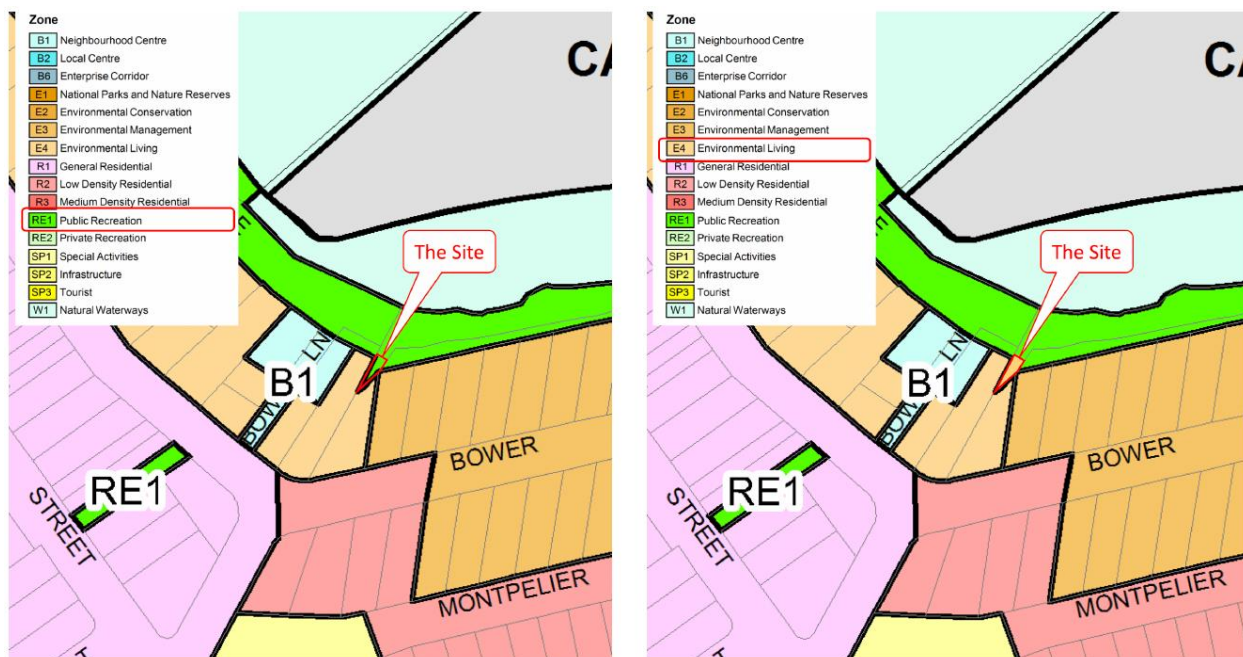 Zone
B1 Neighbourhood Centre
B2 Local Centre
B6 Enterprise Corridor
E1 National Parks and Nature Reserves
E2 Environmental Conservation
E3 Environmental Management
E4 Environmental Living
R1 General Residential
R2 Low Density Residential
R3 Medium Density Residential
RE1 Public Recreation
RE2 Private Recreation
SP1 Special Activities
SP2 Infrastructure
SP3 Tourist
W1 Natural Waterways
CA
The Site
LN
B1
BOW
BOWER
RE1
STREET
MONTPELIER
Zone
B1 Neighbourhood Centre
B2 Local Centre
B6 Enterprise Corridor
E1 National Parks and Nature Reserves
E2 Environmental Conservation
E3 Environmental Management
E4 Environmental Living
R1 General Residential
R2 Low Density Residential
R3 Medium Density Residential
RE1 Public Recreation
RE2 Private Recreation
SP1 Special Activities
SP2 Infrastructure
SP3 Tourist
W1 Natural Waterways
CA
The Site
LN
B1
BOW
BOWER
RE1
STREET
MONTPELIER